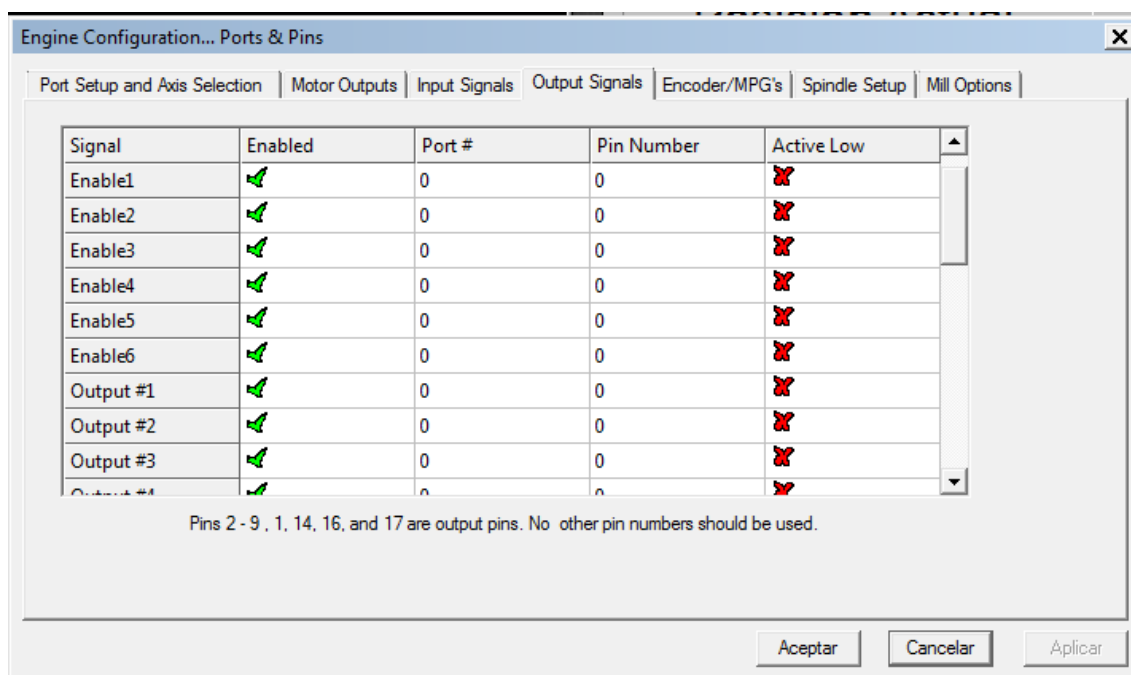 Engine Configuration... Ports & Pins
Port Setup and Axis Selection Motor Outputs Input Signals Output Signals Encoder/MPG's Spindle Setup Mill Options
Signal Enabled Port # Pin Number Active Low
Enable1 0 0
Enable2 0 0
Enable3 0 0
Enable4 0 0
Enable5 0 0
Enable6 0 0
Output #1 0 0
Output #2 0 0
Output #3 0 0
Output #4 0 0
Pins 2 - 9 , 1, 14, 16, and 17 are output pins. No other pin numbers should be used.
Aceptar Cancelar Aplicar